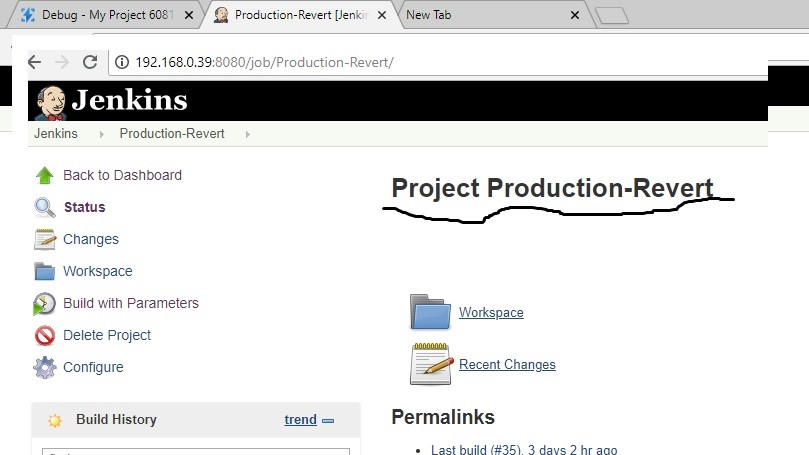 Debug - My Project 6081
Production-Revert [Jenkin
New Tab
192.168.0.39:8080/job/Production-Revert/
Jenkins
Jenkins
Production-Revert
Back to Dashboard
Status
Changes
Workspace
Build with Parameters
Delete Project
Configure
Build History
trend
Project Production-Revert
Workspace
Recent Changes
Permalinks
Last build (#35), 3 days 2 hr ago